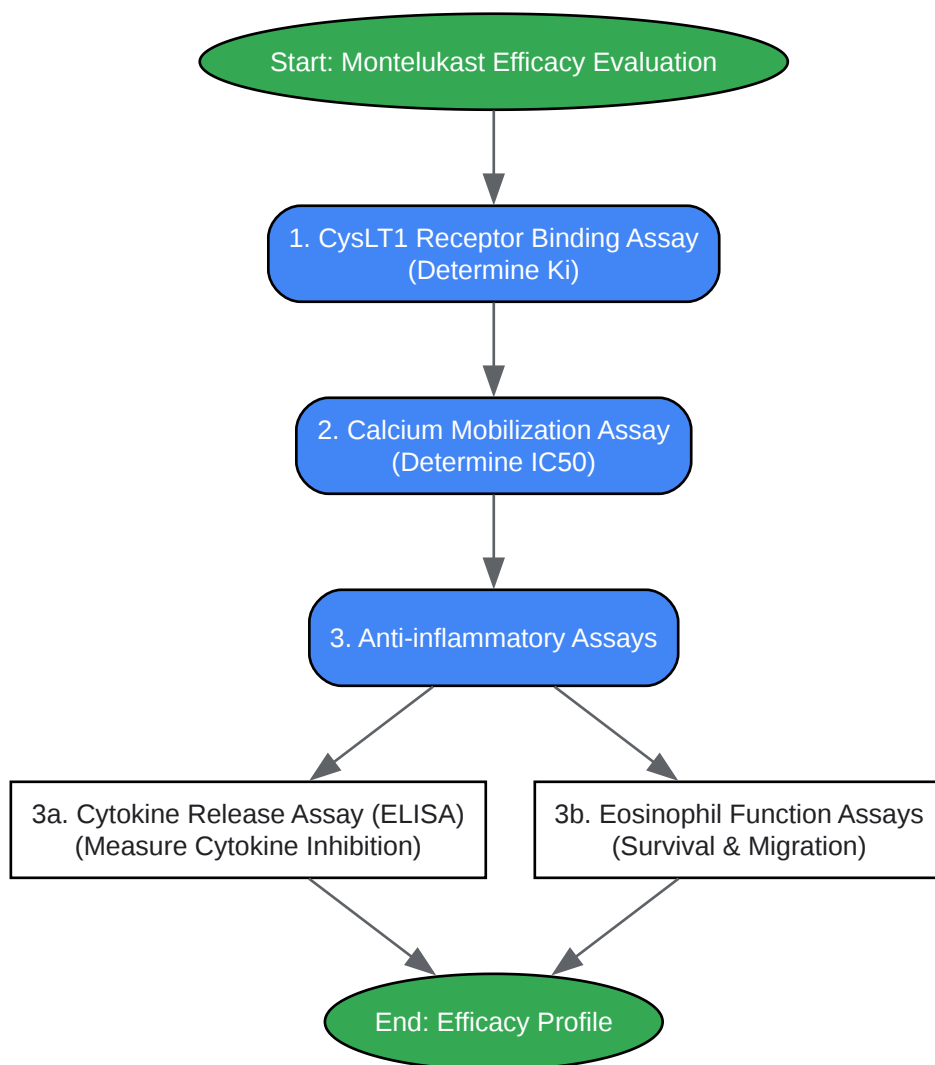 Start: Montelukast Efficacy Evaluation
1. CysLT1 Receptor Binding Assay
(Determine Ki)
2. Calcium Mobilization Assay
(Determine IC50)
3. Anti-inflammatory Assays
3a. Cytokine Release Assay (ELISA)
(Measure Cytokine Inhibition)
3b. Eosinophil Function Assays
(Survival & Migration)
End: Efficacy Profile